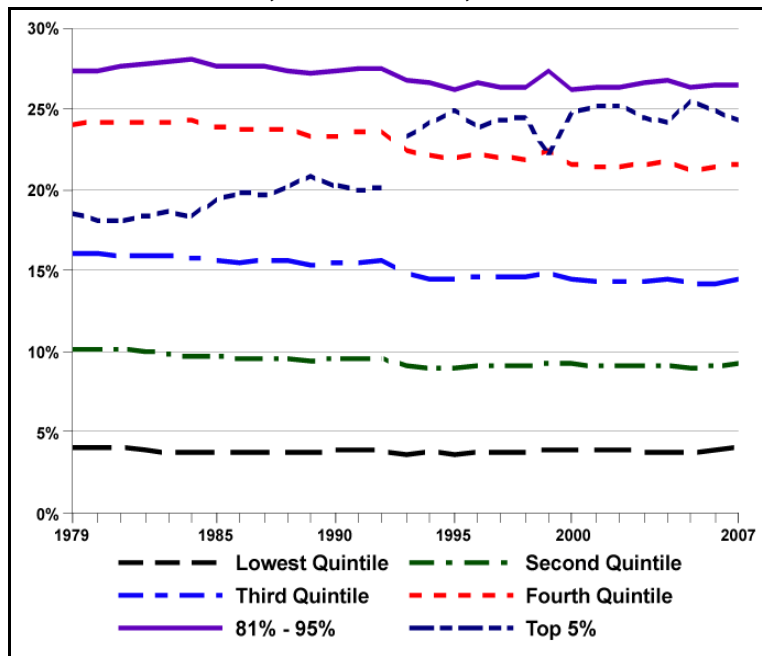 30%
25%
20%
15%
10%
5%
0%
1979 1985 1990 1995 2000 2007
Lowest Quintile Second Quintile
Third Quintile Fourth Quintile
81% - 95% Top 5%